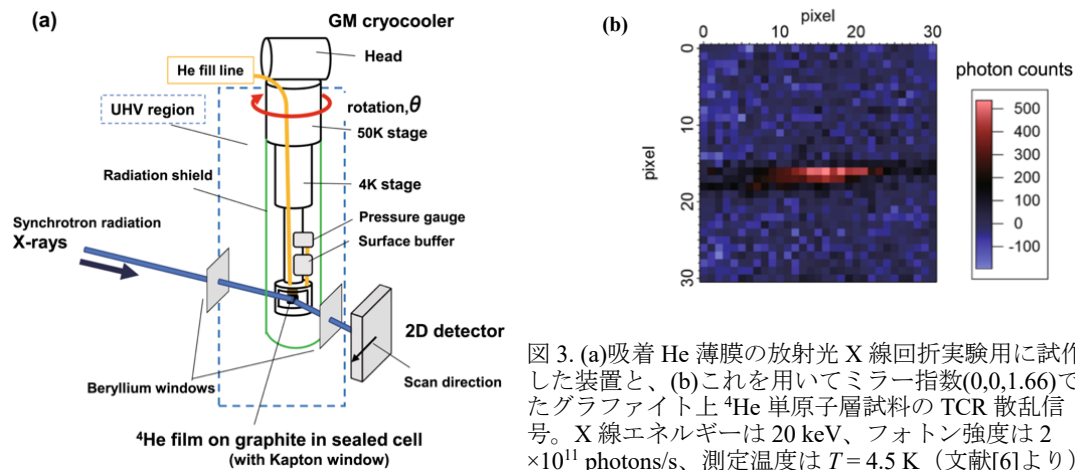 (a)
GM cryocooler
Head
He fill line
UHV region
rotation,θ
50K stage
Radiation shield
4K stage
Pressure gauge
Surface buffer
Synchrotron radiation
X-rays
2D detector
Beryllium windows
Scan direction
⁴He film on graphite in sealed cell
(with Kapton window)
(b)
pixel
0 10 20 30
photon counts
pixel
0
10
20
30
500
400
300
200
100
0
-100
図 3. (a)吸着 He 薄膜の放射光 X 線回折実験用に試作
した装置と、(b)これを用いてミラー指数(0,0,1.66)で
たグラファイト上 ⁴He 単原子層試料の TCR 散乱信
号。X 線エネルギーは 20 keV、フォトン強度は 2
×10¹¹ photons/s、測定温度は T = 4.5 K（文献[6]より）